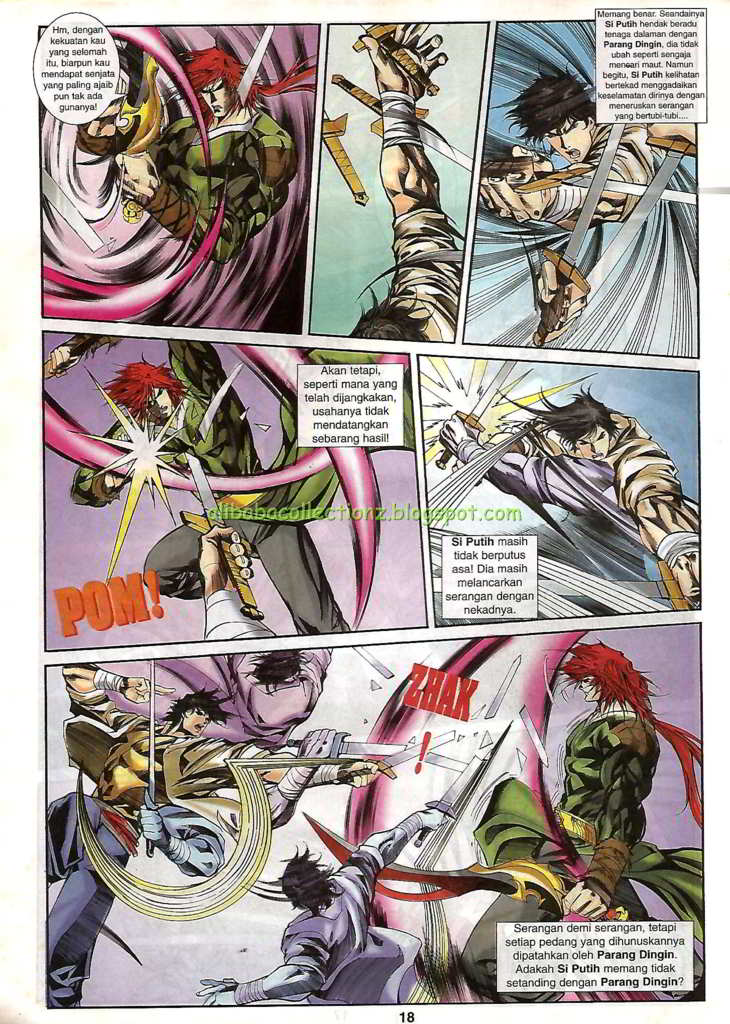 Hm, dengan
kekuatan kau
yang selemah
itu, biarpun kau
mendapat senjata
yang paling ajaib
pun tak ada
gunanya!
Memang benar. Seandainya
Si Putih hendak beradu
tenaga dalaman dengan
Parang Dingin, dia tidak
ubah seperti sengaja
mencari maut. Namun
begitu, Si Putih kelihatan
bertekad menggadaikan
keselamatan dirinya dengan
meneruskan serangan
yang bertubi-tubi....
Akan tetapi,
seperti mana yang
telah dijangkakan,
usahanya tidak
mendatangkan
sebarang hasil!
alibabacollectionz.blogspot.com
Si Putih masih
tidak berputus
asa! Dia masih
melancarkan
serangan dengan
nekadnya.
POM!
ZHAK
!
Serangan demi serangan, tetapi
setiap pedang yang dihunuskannya
dipatahkan oleh Parang Dingin.
Adakah Si Putih memang tidak
setanding dengan Parang Dingin?
18